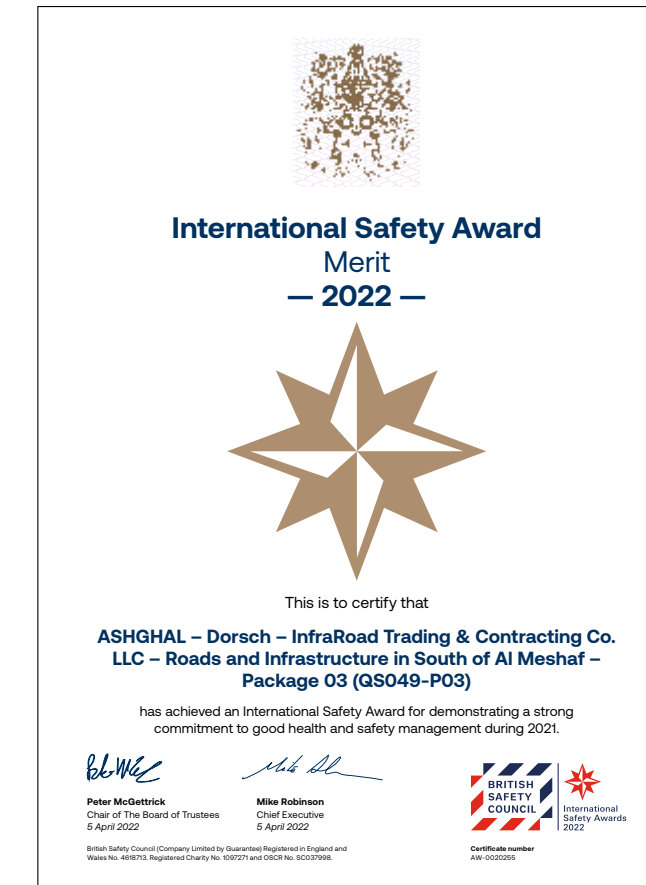 International Safety Award
Merit
— 2022 —
This is to certify that
ASHGHAL – Dorsch – InfraRoad Trading & Contracting Co.
LLC – Roads and Infrastructure in South of Al Meshaf –
Package 03 (QS049-P03)
has achieved an International Safety Award for demonstrating a strong
commitment to good health and safety management during 2021.
Peter McGettrick
Chair of The Board of Trustees
5 April 2022
Mike Robinson
Chief Executive
5 April 2022
BRITISH
SAFETY
COUNCIL
International
Safety Awards
2022
British Safety Council (Company Limited by Guarantee) Registered in England and
Wales No. 4618713. Registered Charity No. 1097271 and OSCR No. SC037998.
Certificate number
AW-0020255